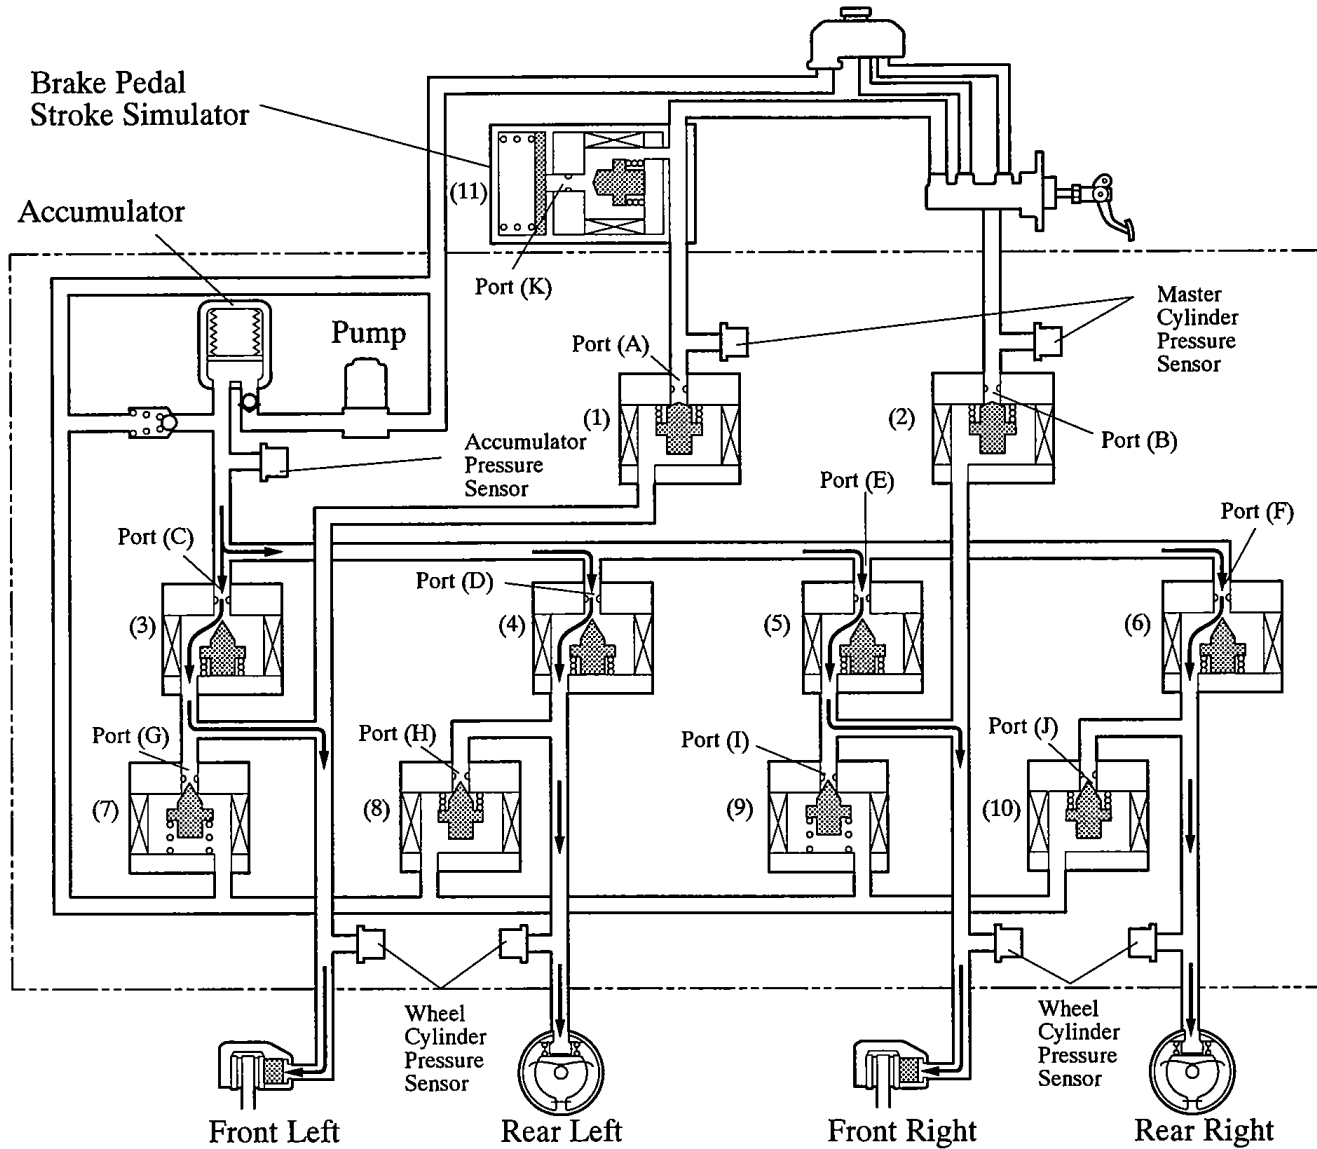 Brake Pedal
Stroke Simulator
(11)
Accumulator
Port (K)
Pump
Master
Cylinder
Pressure
Sensor
Port (A)
(1)
(2)
Port (B)
Accumulator
Pressure
Sensor
Port (E)
Port (F)
Port (C)
Port (D)
(3)
(4)
(5)
(6)
Port (G)
Port (H)
Port (I)
Port (J)
(7)
(8)
(9)
(10)
Wheel
Cylinder
Pressure
Sensor
Wheel
Cylinder
Pressure
Sensor
Front Left
Rear Left
Front Right
Rear Right